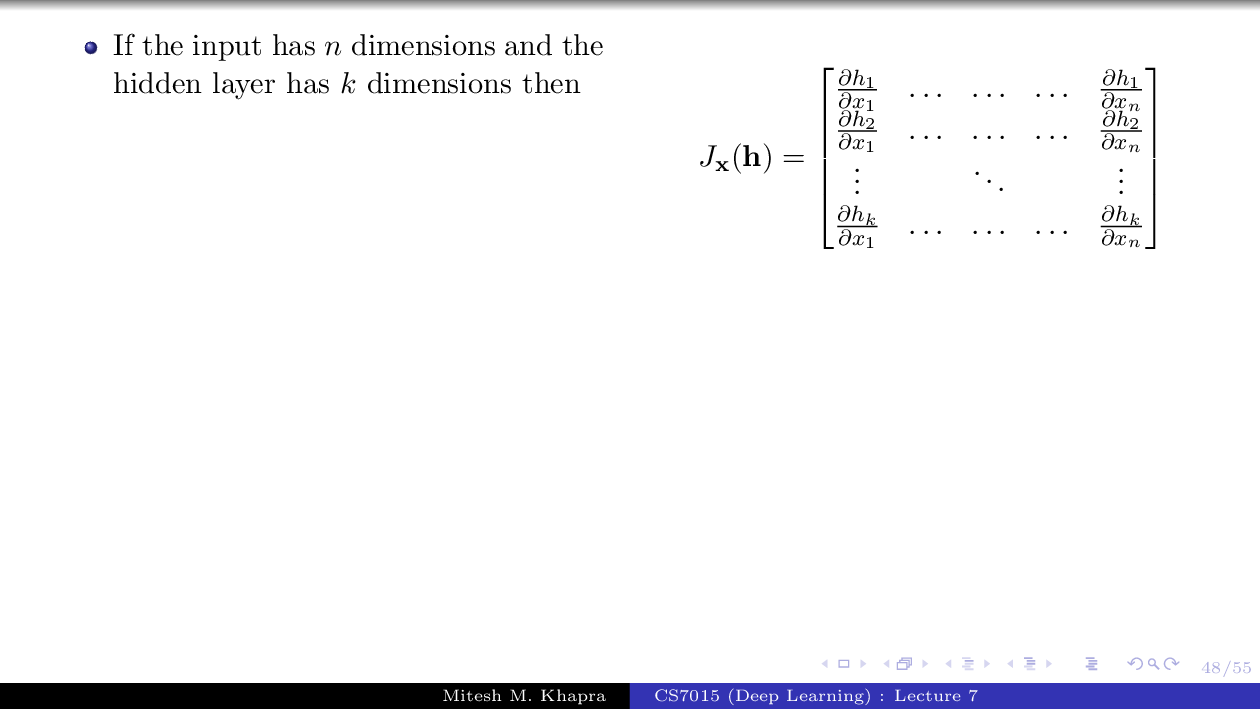 If the input has n dimensions and the
hidden layer has k dimensions then
J_x(h) = [ ∂h_1/∂x_1 ... ... ... ∂h_1/∂x_n
∂h_2/∂x_1 ... ... ... ∂h_2/∂x_n
⋮ ⋱ ⋮
∂h_k/∂x_1 ... ... ... ∂h_k/∂x_n ]
48/55
Mitesh M. Khapra CS7015 (Deep Learning) : Lecture 7